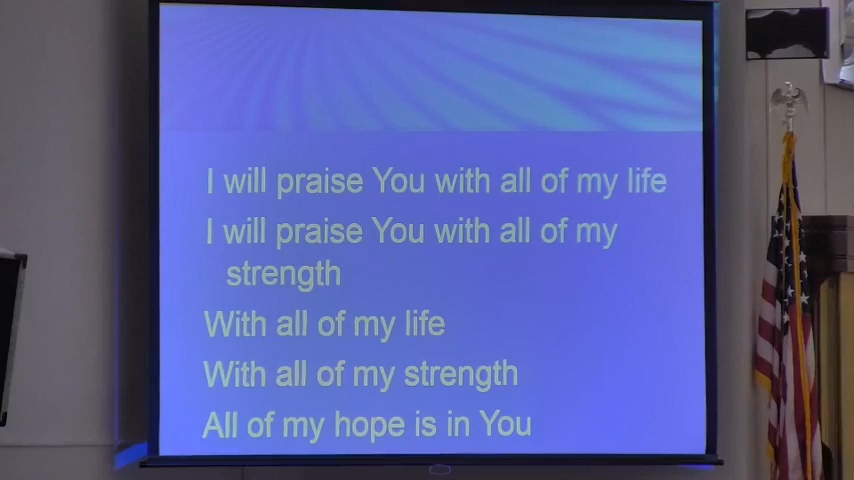 I will praise You with all of my life
I will praise You with all of my
strength
With all of my life
With all of my strength
All of my hope is in You